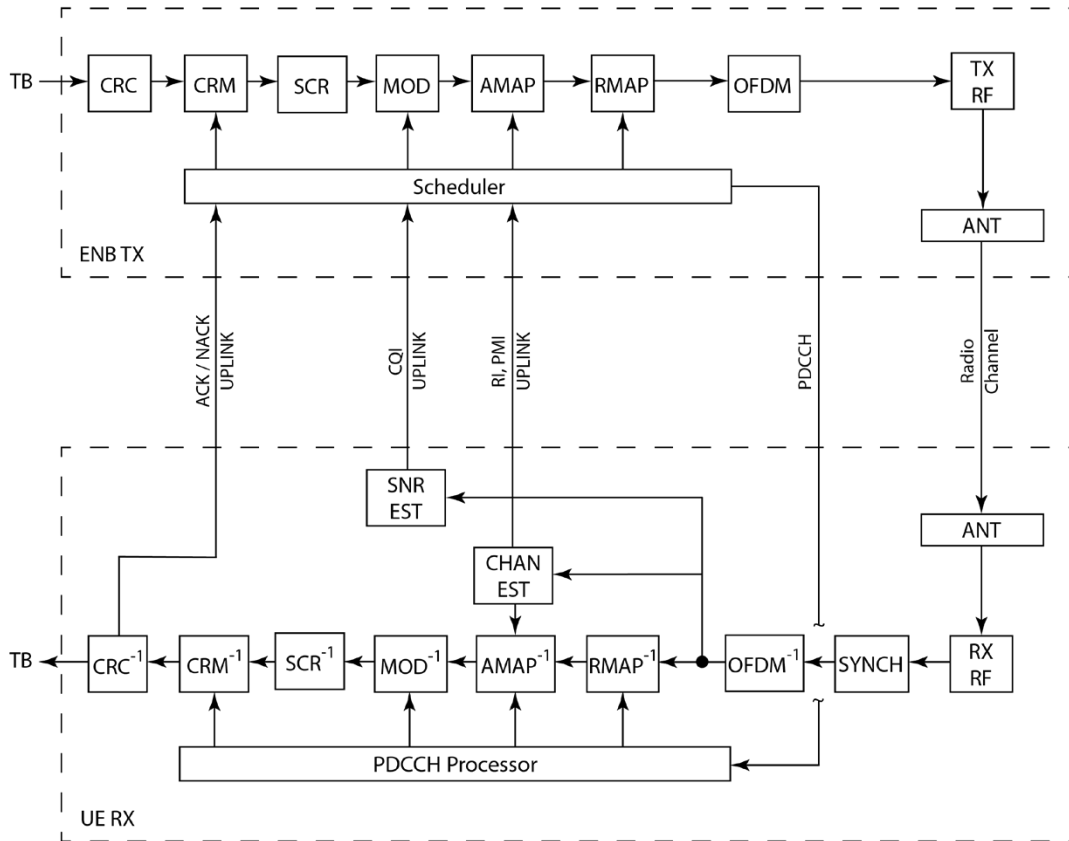 TB
CRC
CRM
SCR
MOD
AMAP
RMAP
OFDM
TX
RF
Scheduler
ANT
ENB TX
ACK / NACK
UPLINK
CQI
UPLINK
RI, PMI
UPLINK
PDCCH
Radio
Channel
SNR
EST
ANT
CHAN
EST
TB
CRC⁻¹
CRM⁻¹
SCR⁻¹
MOD⁻¹
AMAP⁻¹
RMAP⁻¹
OFDM⁻¹
SYNCH
RX
RF
PDCCH Processor
UE RX